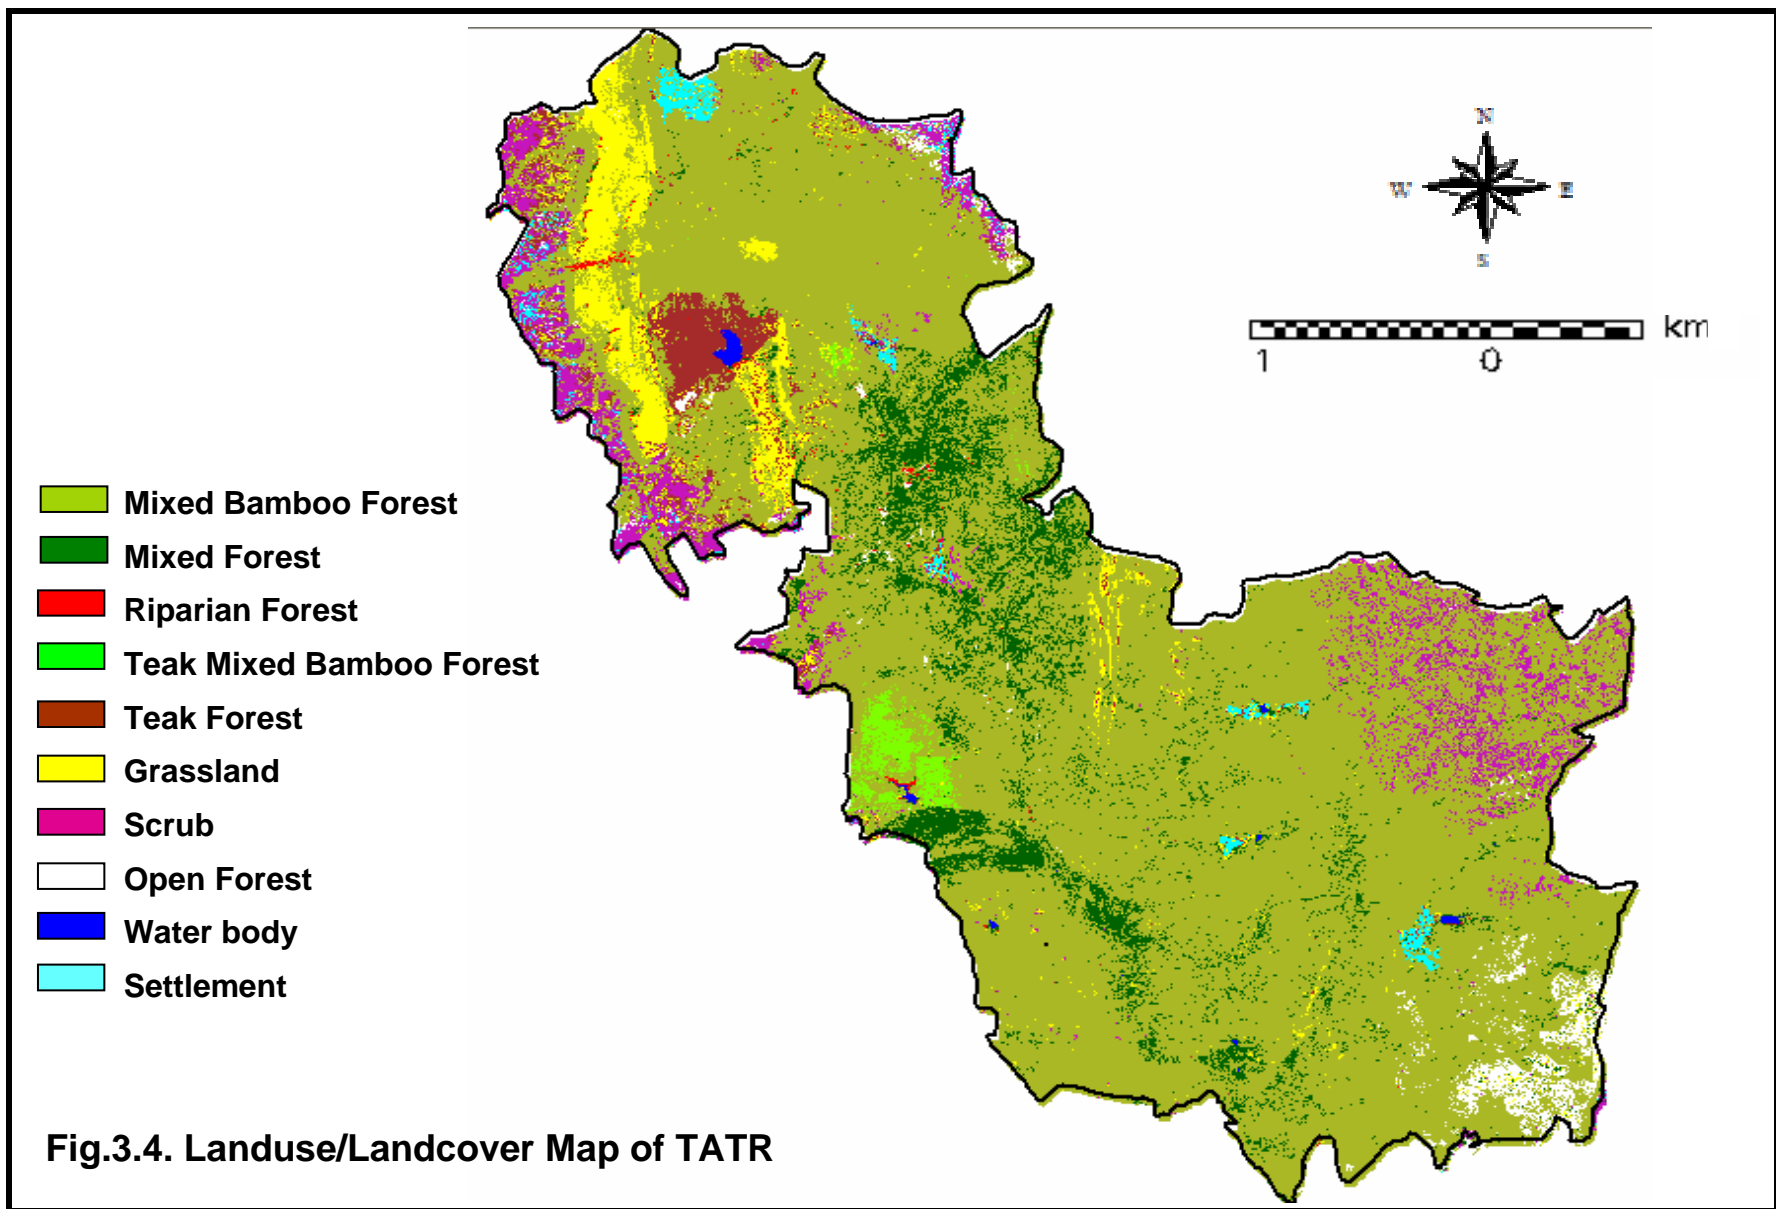 N
W E
S
km
1 0
Mixed Bamboo Forest
Mixed Forest
Riparian Forest
Teak Mixed Bamboo Forest
Teak Forest
Grassland
Scrub
Open Forest
Water body
Settlement
Fig.3.4. Landuse/Landcover Map of TATR